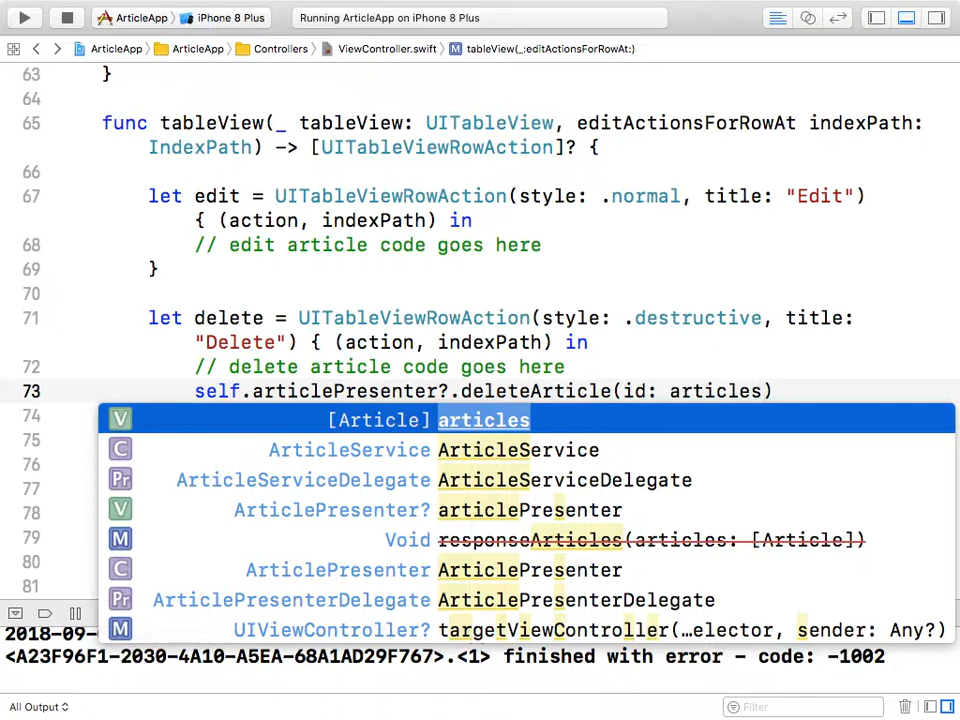 ArticleApp
iPhone 8 Plus
Running ArticleApp on iPhone 8 Plus
ArticleApp
ArticleApp
Controllers
ViewController.swift
M tableView(_:editActionsForRowAt:)
63 }
64
65 func tableView(_ tableView: UITableView, editActionsForRowAt indexPath:
IndexPath) -> [UITableViewRowAction]? {
66
67 let edit = UITableViewRowAction(style: .normal, title: "Edit")
{ (action, indexPath) in
68 // edit article code goes here
69 }
70
71 let delete = UITableViewRowAction(style: .destructive, title:
"Delete") { (action, indexPath) in
72 // delete article code goes here
73 self.articlePresenter?.deleteArticle(id: articles)
74 V [Article] articles
75 C ArticleService ArticleService
76 Pr ArticleServiceDelegate ArticleServiceDelegate
77
78 V ArticlePresenter? articlePresenter
79 M Void responseArticles(articles: [Article])
80 C ArticlePresenter ArticlePresenter
81 Pr ArticlePresenterDelegate ArticlePresenterDelegate
M UIViewController? targetViewController(…elector, sender: Any?)
2018-09-
<A23F96F1-2030-4A10-A5EA-68A1AD29F767>.<1> finished with error - code: -1002
All Output
Filter